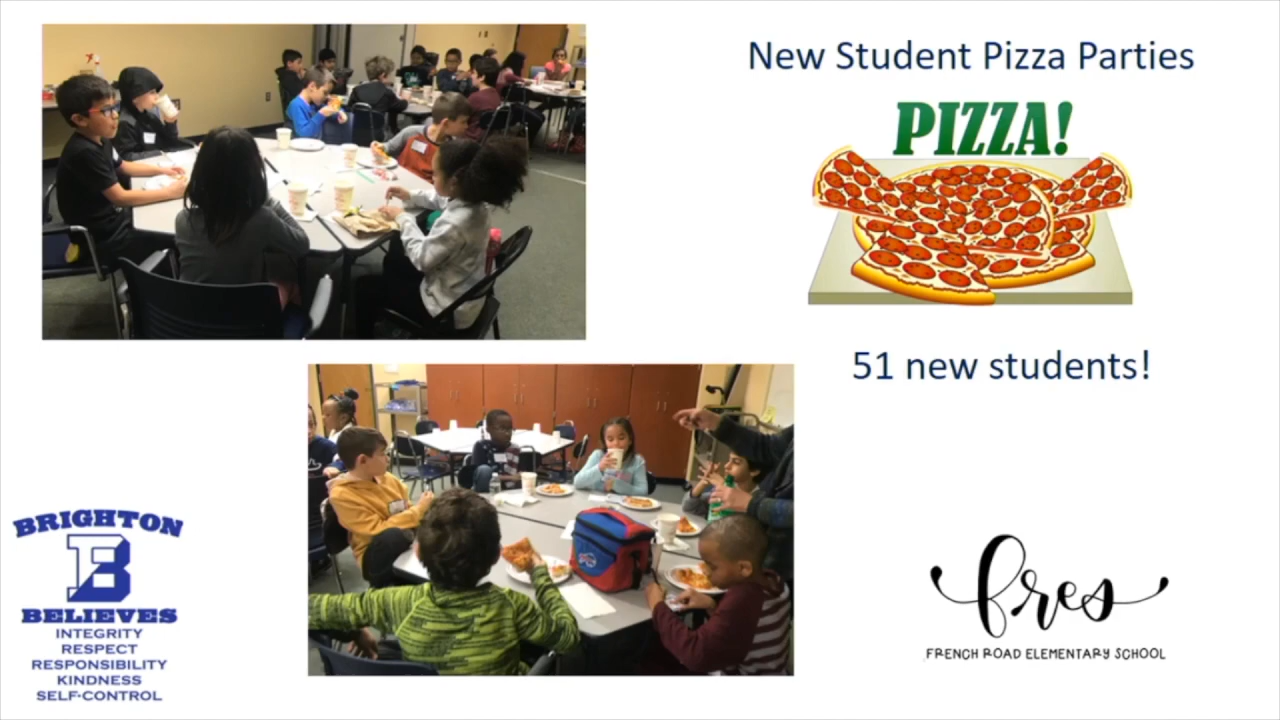 New Student Pizza Parties
PIZZA!
51 new students!
BRIGHTON
B
BELIEVES
INTEGRITY
RESPECT
RESPONSIBILITY
KINDNESS
SELF-CONTROL
fres
FRENCH ROAD ELEMENTARY SCHOOL